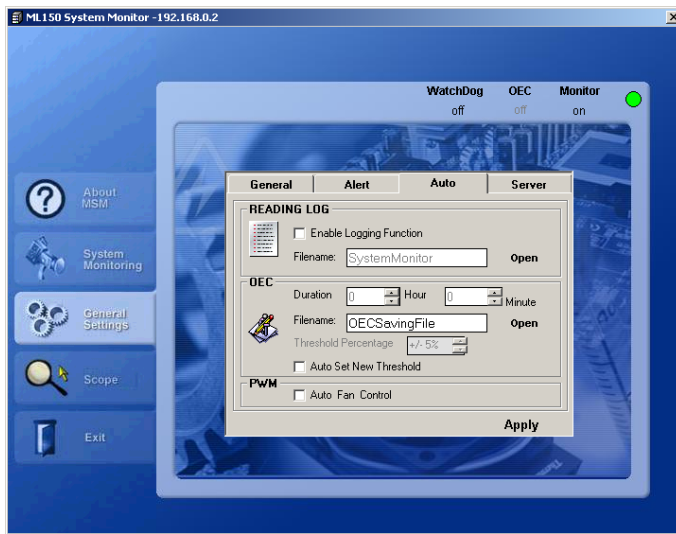 ML150 System Monitor -192.168.0.2
WatchDog OEC Monitor
off off on
About
MSM
System
Monitoring
General
Settings
Scope
Exit
General Alert Auto Server
READING LOG
Enable Logging Function
Filename: SystemMonitor Open
OEC
Duration 0 Hour 0 Minute
Filename: OECSavingFile Open
Threshold Percentage +/- 5%
Auto Set New Threshold
PWM
Auto Fan Control
Apply